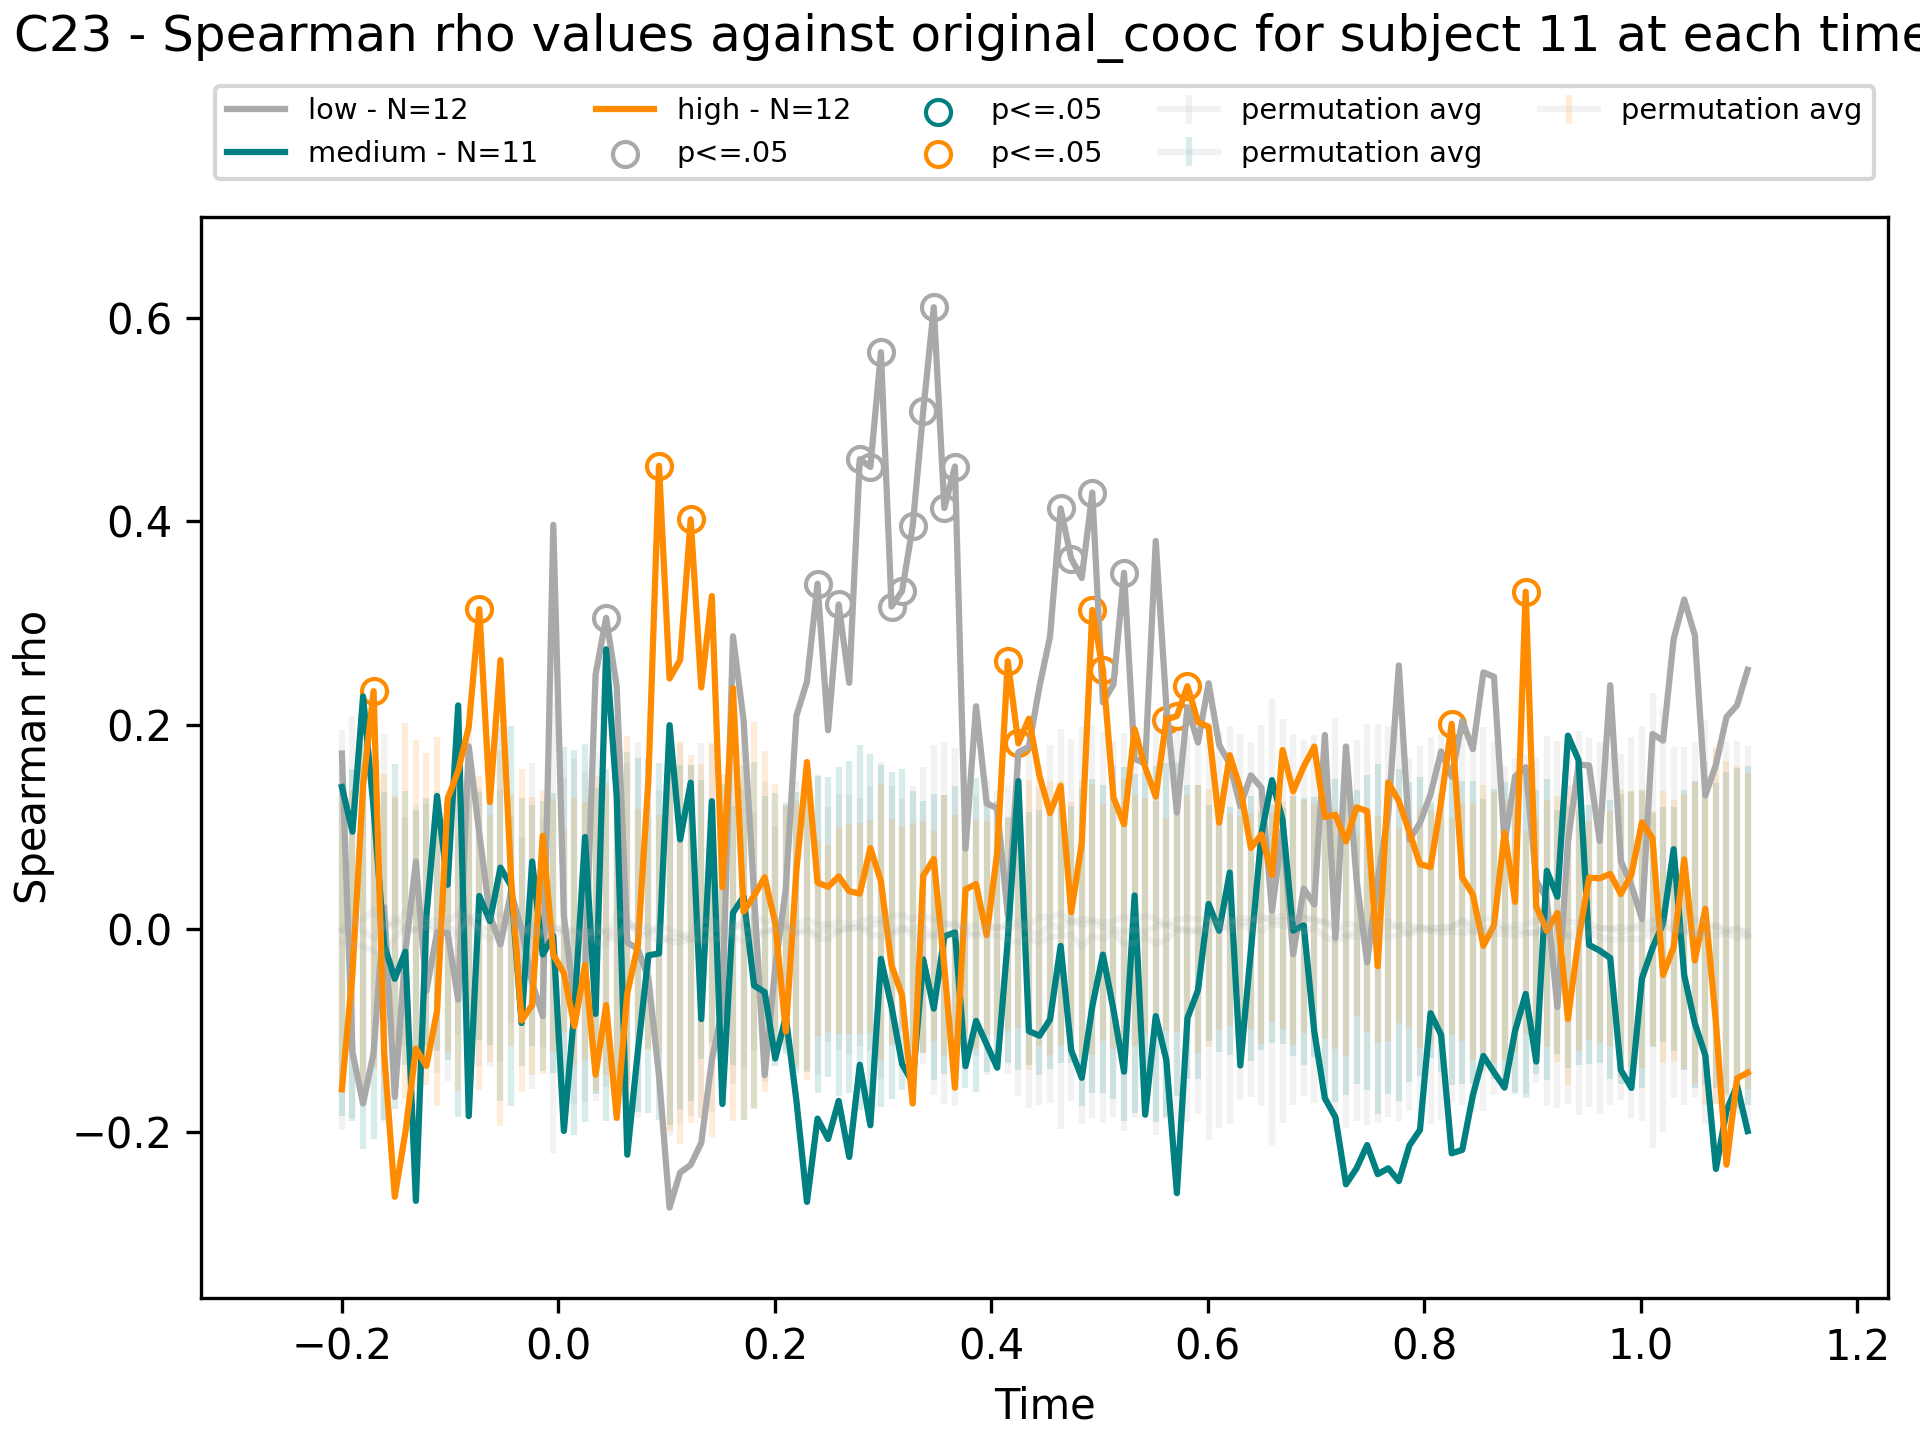 C23 - Spearman rho values against original_cooc for subject 11 at each time
low - N=12 high - N=12 p<=.05 permutation avg permutation avg
medium - N=11 p<=.05 p<=.05 permutation avg
0.6
0.4
0.2
0.0
−0.2
Spearman rho
−0.2 0.0 0.2 0.4 0.6 0.8 1.0 1.2
Time